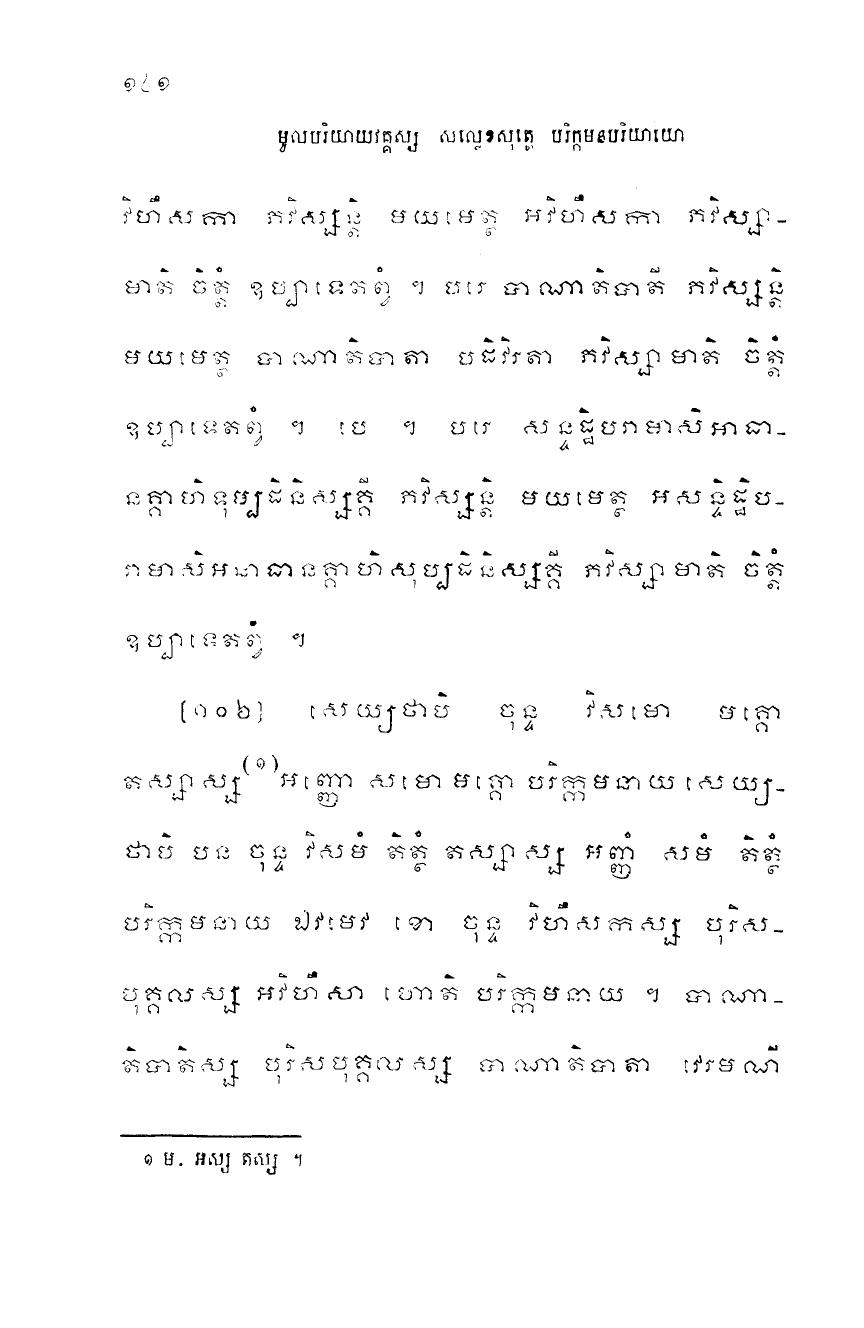 ១៤១
មូលបរិយាយវគ្គស្ស សល្លេខសុត្តេ បរិក្កមនបរិយាយោ
វិហឹសកា ភវិស្សន្តិ មយមេត្ថ អវិហឹសកា ភវិស្សា-
មាតិ ចិត្តំ ឧប្បាទេតព្វំ ។ បរេ បាណាតិបាតី ភវិស្សន្តិ
មយមេត្ថ បាណាតិបាតា បដិវិរតា ភវិស្សាមាតិ ចិត្តំ
ឧប្បាទេតព្វំ ។ បេ ។ បរេ សន្ទិដ្ឋិបរាមាសិអាធា-
នគ្គាហិទុប្បដិនិស្សគ្គី ភវិស្សន្តិ មយមេត្ថ អសន្ទិដ្ឋិប-
រាមាសិអនាធានគ្គាហិសុប្បដិនិស្សគ្គី ភវិស្សាមាតិ ចិត្តំ
ឧប្បាទេតព្វំ ។
[១០៦] សេយ្យថាបិ ចុន្ទ វិសមោ មគ្គោ
តស្សាស្ស(១)អញ្ញោ សមោ មគ្គោ បរិក្កមនាយ សេយ្យ-
ថាបិ បន ចុន្ទ វិសមំ តិត្ថំ តស្សាស្ស អញ្ញំ សមំ តិត្ថំ
បរិក្កមនាយ ឯវមេវ ខោ ចុន្ទ វិហឹសកស្ស បុរិស-
បុគ្គលស្ស អវិហឹសា ហោតិ បរិក្កមនាយ ។ បាណា-
តិបាតិស្ស បុរិសបុគ្គលស្ស បាណាតិបាតា វេរមណី
១ ម. អស្ស តស្ស ។